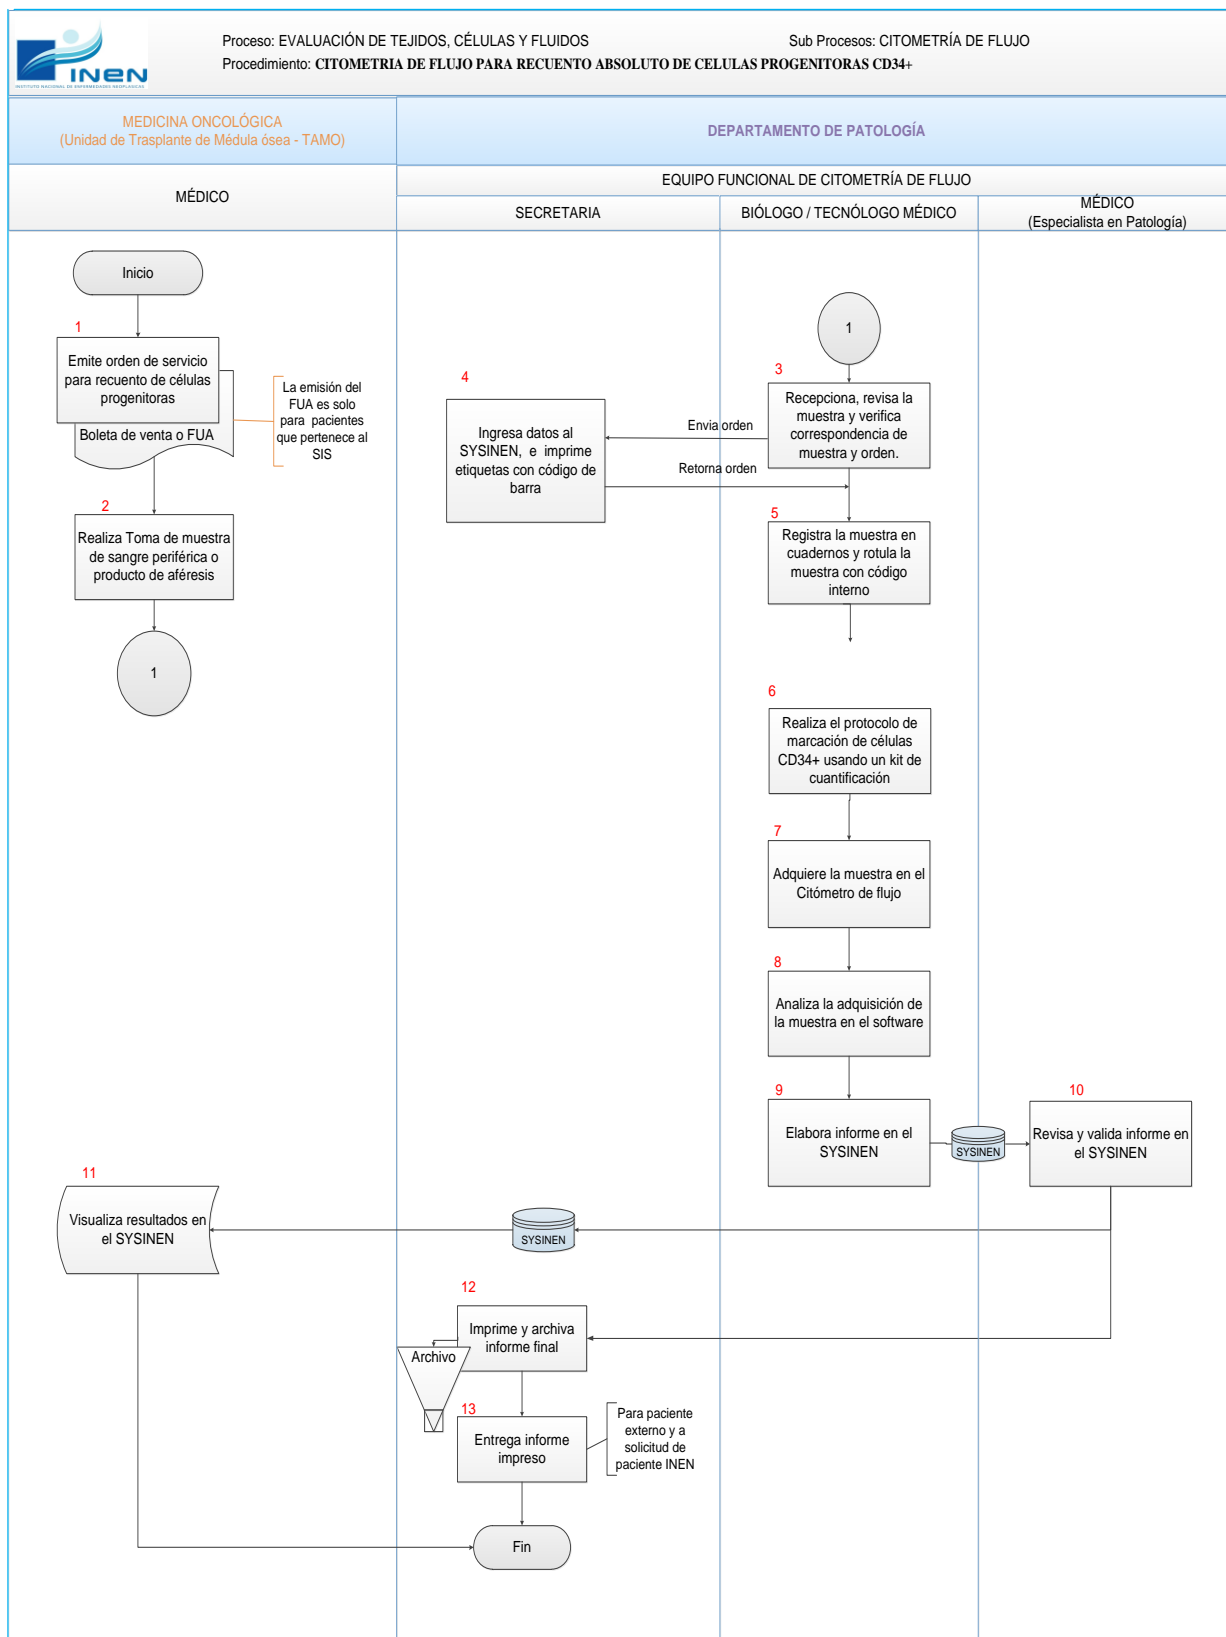 INEN
INSTITUTO NACIONAL DE ENFERMEDADES NEOPLÁSICAS
Proceso: EVALUACIÓN DE TEJIDOS, CÉLULAS Y FLUIDOS
Sub Procesos: CITOMETRÍA DE FLUJO
Procedimiento: CITOMETRIA DE FLUJO PARA RECUENTO ABSOLUTO DE CELULAS PROGENITORAS CD34+
MEDICINA ONCOLÓGICA
(Unidad de Trasplante de Médula ósea - TAMO)
DEPARTAMENTO DE PATOLOGÍA
MÉDICO
EQUIPO FUNCIONAL DE CITOMETRÍA DE FLUJO
SECRETARIA
BIÓLOGO / TECNÓLOGO MÉDICO
MÉDICO
(Especialista en Patología)
Inicio
1
Emite orden de servicio
para recuento de células
progenitoras
Boleta de venta o FUA
La emisión del
FUA es solo
para pacientes
que pertenece al
SIS
2
Realiza Toma de muestra
de sangre periférica o
producto de aféresis
1
1
3
Recepciona, revisa la
muestra y verifica
correspondencia de
muestra y orden.
Envia orden
4
Ingresa datos al
SYSINEN, e imprime
etiquetas con código de
barra
Retorna orden
5
Registra la muestra en
cuadernos y rotula la
muestra con código
interno
6
Realiza el protocolo de
marcación de células
CD34+ usando un kit de
cuantificación
7
Adquiere la muestra en el
Citómetro de flujo
8
Analiza la adquisición de
la muestra en el software
9
Elabora informe en el
SYSINEN
SYSINEN
10
Revisa y valida informe en
el SYSINEN
11
Visualiza resultados en
el SYSINEN
SYSINEN
12
Imprime y archiva
informe final
Archivo
13
Entrega informe
impreso
Para paciente
externo y a
solicitud de
paciente INEN
Fin